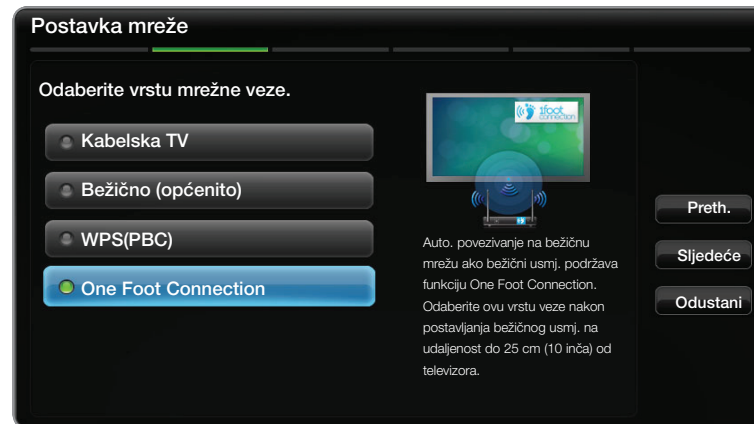 Postavka mreže
Odaberite vrstu mrežne veze.
Kabelska TV
Bežično (općenito)
WPS(PBC)
One Foot Connection
1foot
connection
Auto. povezivanje na bežičnu
mrežu ako bežični usmj. podržava
funkciju One Foot Connection.
Odaberite ovu vrstu veze nakon
postavljanja bežičnog usmj. na
udaljenost do 25 cm (10 inča) od
televizora.
Preth.
Sljedeće
Odustani